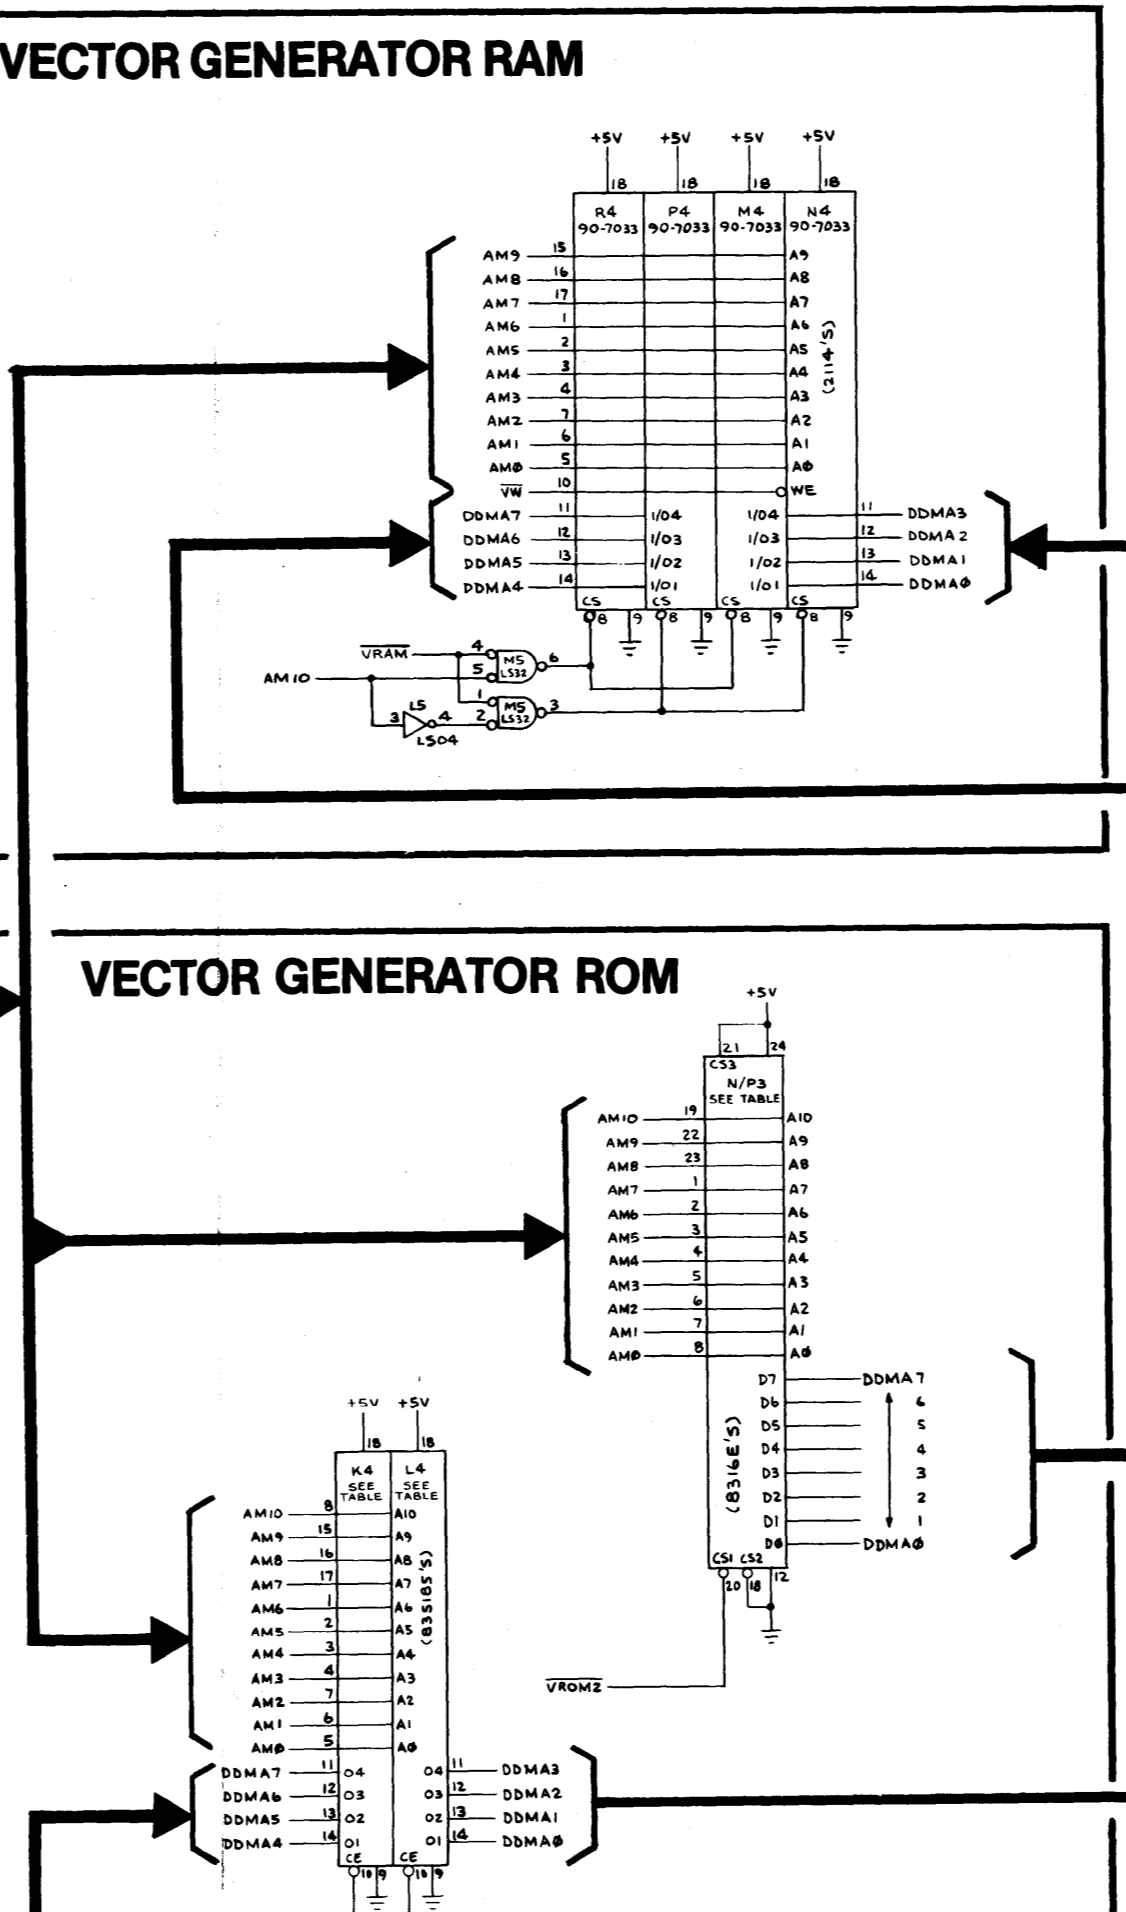 VECTOR GENERATOR RAM
+5V +5V +5V +5V
18 18 18 18
R4 P4 M4 N4
90-7033 90-7033 90-7033 90-7033
AM9 15 A9
AM8 16 A8
AM7 17 A7
AM6 1 A6
AM5 2 A5
AM4 3 A4
AM3 4 A3
AM2 7 A2
AM1 6 A1
AMØ 5 AØ
(2114'S)
VW 10 WE
DDMA7 11 I/O4 I/O4 11 DDMA3
DDMA6 12 I/O3 I/O3 12 DDMA2
DDMA5 13 I/O2 I/O2 13 DDMA1
DDMA4 14 I/O1 I/O1 14 DDMAØ
CS CS CS CS
8 9 8 9 8 9 8 9
VRAM 4 M5 6
AM10 5 LS32
1 M5 3
L5 2 LS32
3 4
LS04
VECTOR GENERATOR ROM
+5V
21 24
CS3
N/P3
SEE TABLE
AM10 19 A10
AM9 22 A9
AM8 23 A8
AM7 1 A7
AM6 2 A6
AM5 3 A5
AM4 4 A4
AM3 5 A3
AM2 6 A2
AM1 7 A1
AMØ 8 AØ
D7 DDMA7
D6 6
D5 5
D4 4
D3 3
D2 2
D1 1
DØ DDMAØ
(8316E'S)
CS1 CS2
20 18 12
VROM2
+5V +5V
18 18
K4 L4
SEE SEE
TABLE TABLE
AM10 8 A10
AM9 15 A9
AM8 16 A8
AM7 17 A7
AM6 1 A6
AM5 2 A5
AM4 3 A4
AM3 4 A3
AM2 7 A2
AM1 6 A1
AMØ 5 AØ
(83518S'S)
DDMA7 11 O4 O4 11 DDMA3
DDMA6 12 O3 O3 12 DDMA2
DDMA5 13 O2 O2 13 DDMA1
DDMA4 14 O1 O1 14 DDMAØ
CE CE
10 9 10 9